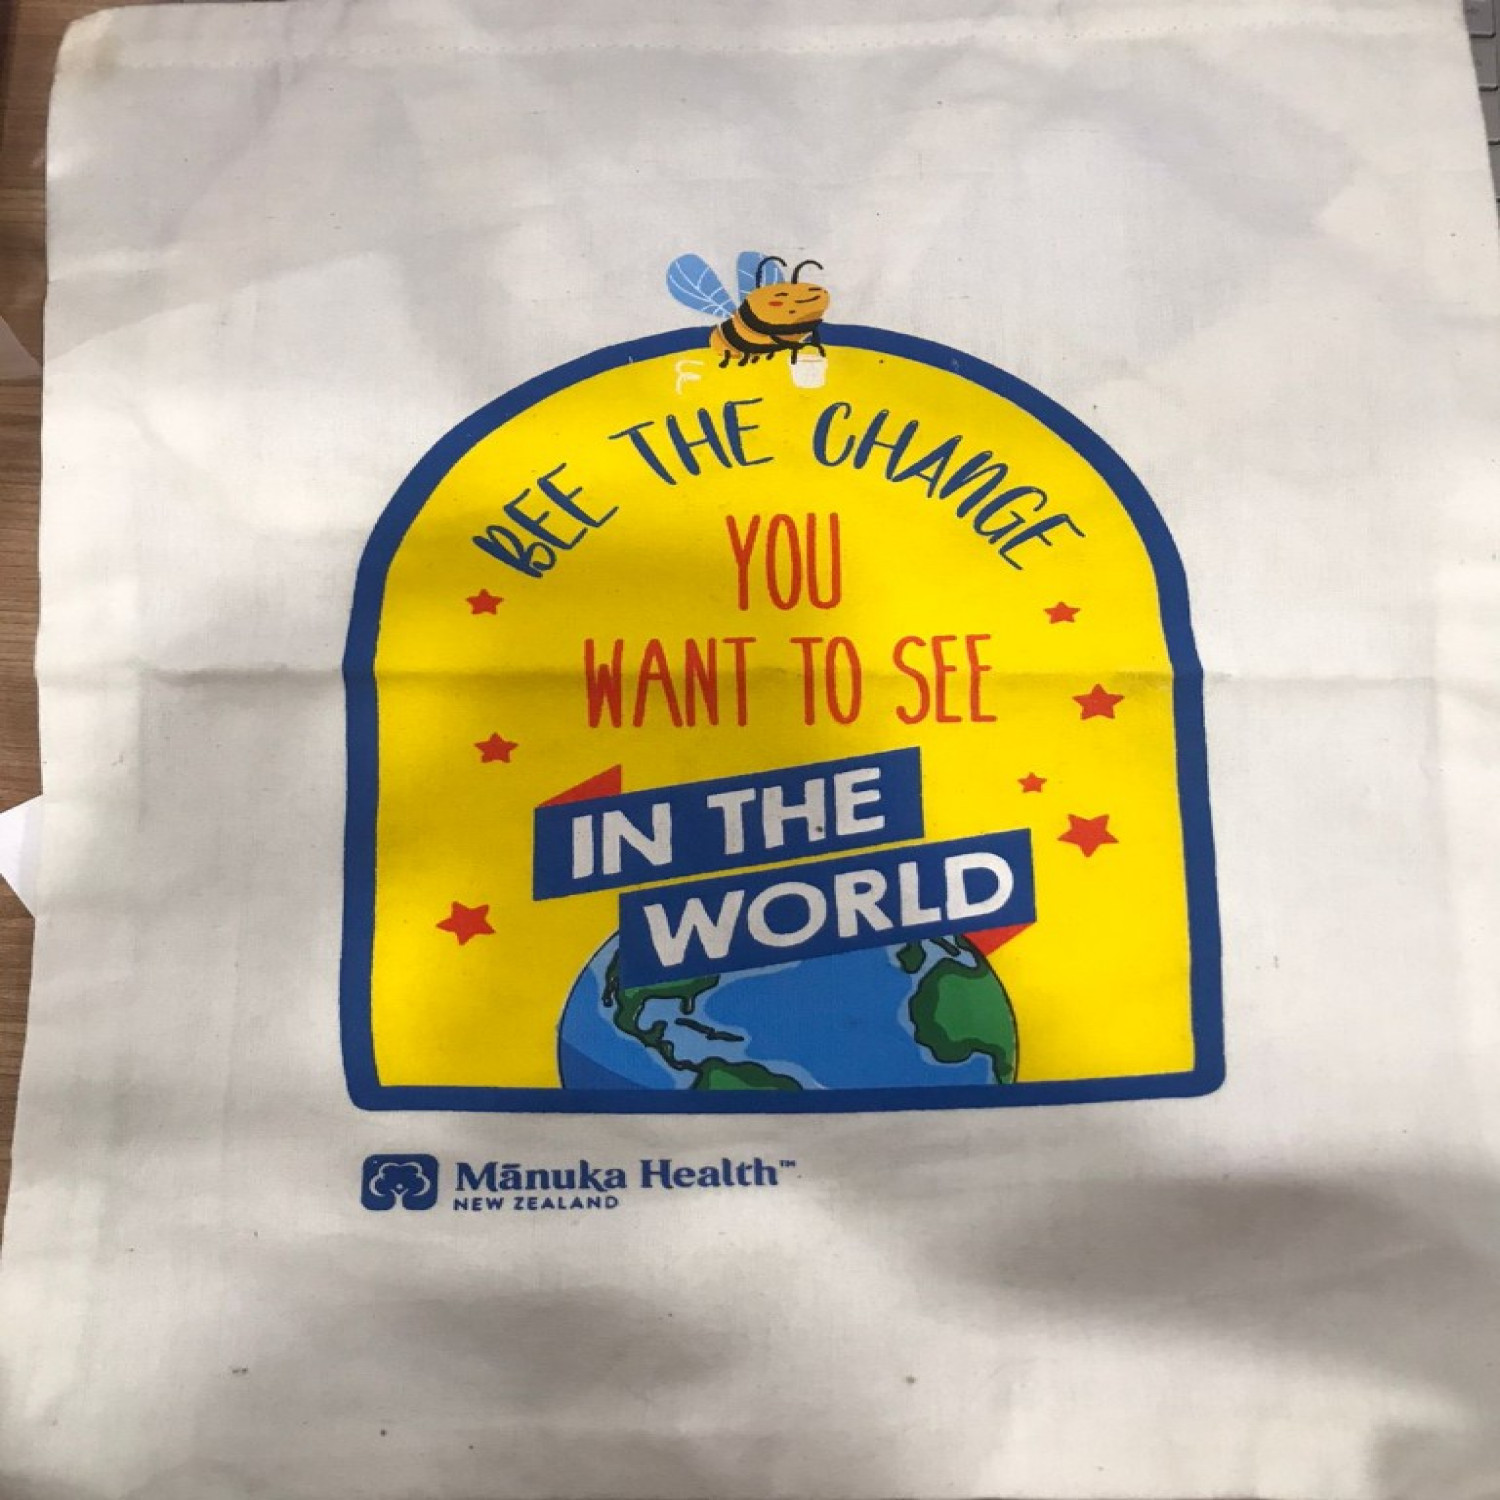 BEE THE CHANGE
YOU
WANT TO SEE
IN THE
WORLD
Mānuka Health™
NEW ZEALAND